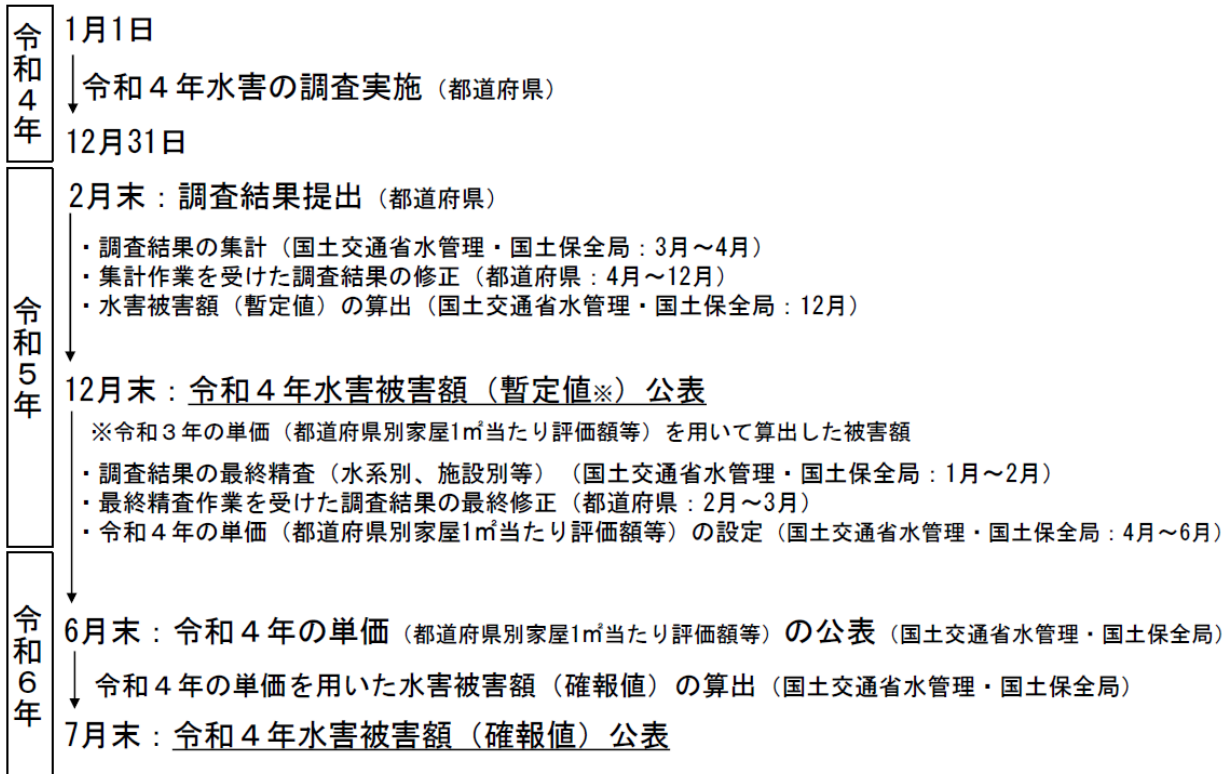 令和4年
1月1日
令和４年水害の調査実施（都道府県）
12月31日
令和5年
2月末：調査結果提出（都道府県）
・調査結果の集計（国土交通省水管理・国土保全局：3月～4月）
・集計作業を受けた調査結果の修正（都道府県：4月～12月）
・水害被害額（暫定値）の算出（国土交通省水管理・国土保全局：12月）
12月末：令和４年水害被害額（暫定値※）公表
※令和３年の単価（都道府県別家屋1㎡当たり評価額等）を用いて算出した被害額
・調査結果の最終精査（水系別、施設別等）（国土交通省水管理・国土保全局：1月～2月）
・最終精査作業を受けた調査結果の最終修正（都道府県：2月～3月）
・令和４年の単価（都道府県別家屋1㎡当たり評価額等）の設定（国土交通省水管理・国土保全局：4月～6月）
令和6年
6月末：令和４年の単価（都道府県別家屋1㎡当たり評価額等）の公表（国土交通省水管理・国土保全局）
令和４年の単価を用いた水害被害額（確報値）の算出（国土交通省水管理・国土保全局）
7月末：令和４年水害被害額（確報値）公表